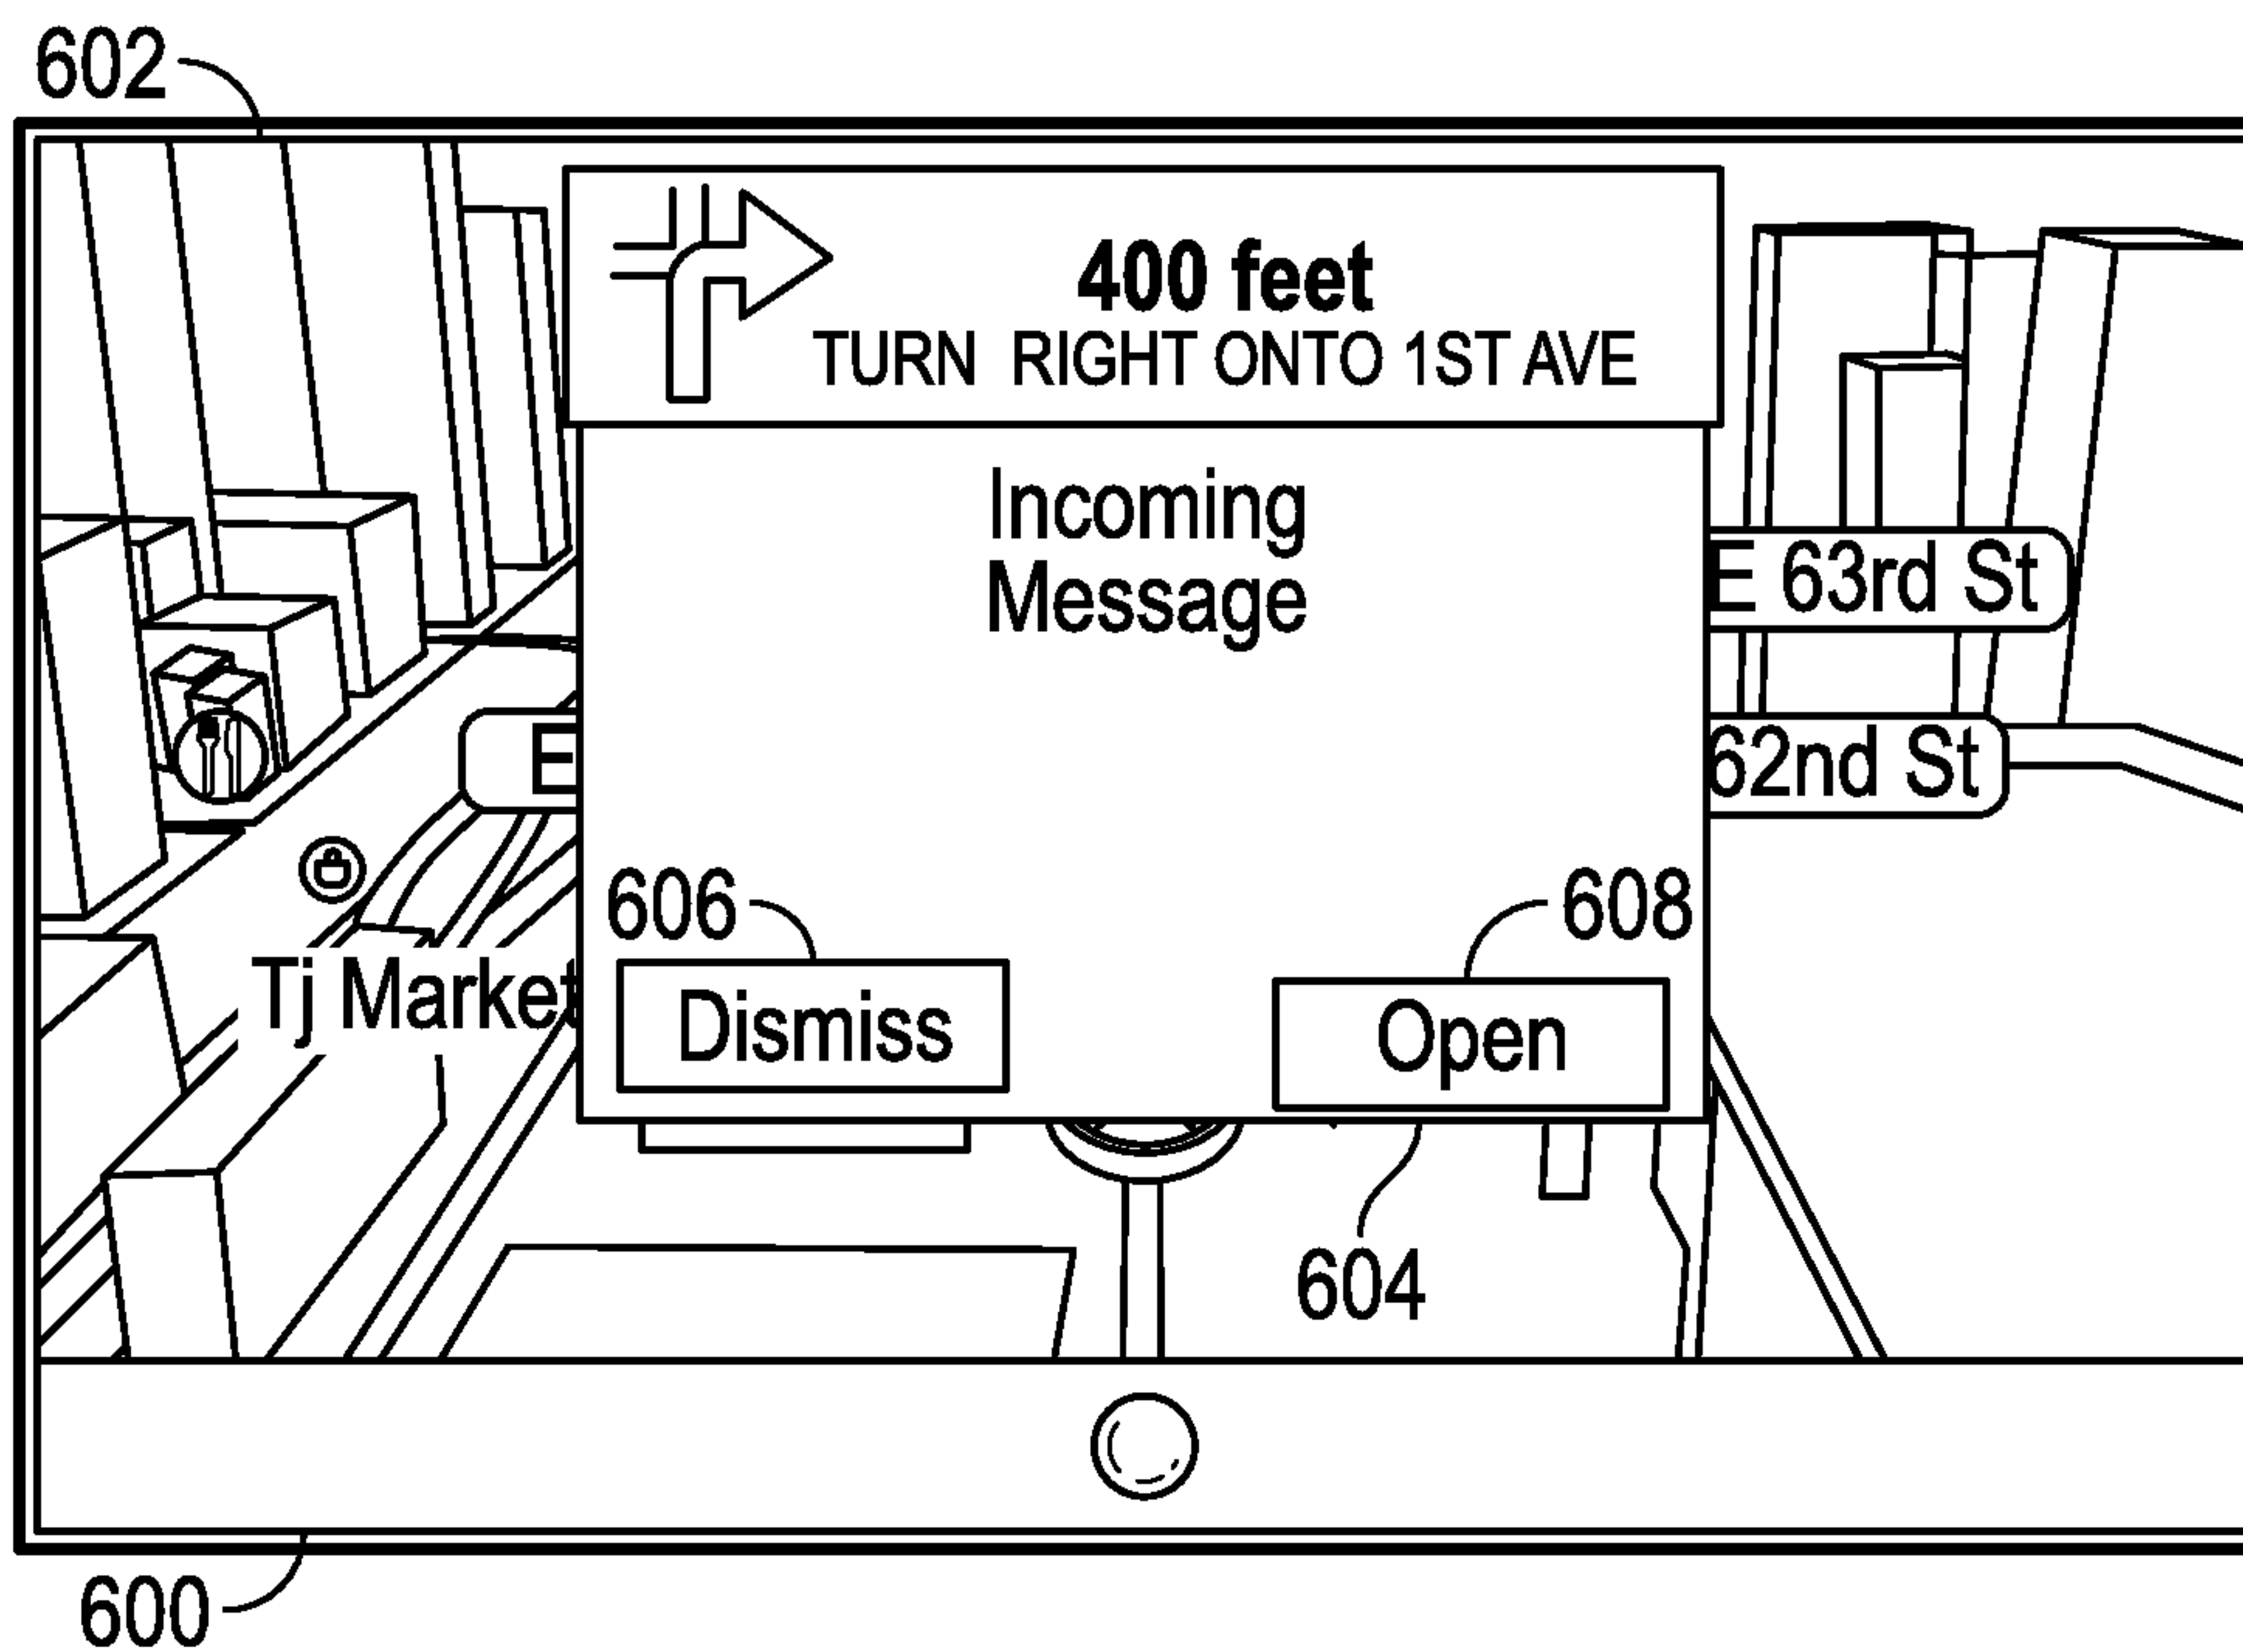 602
400 feet
TURN RIGHT ONTO 1ST AVE
Incoming
Message
E 63rd St
E
62nd St
606
608
Tj Market
Dismiss
Open
604
600